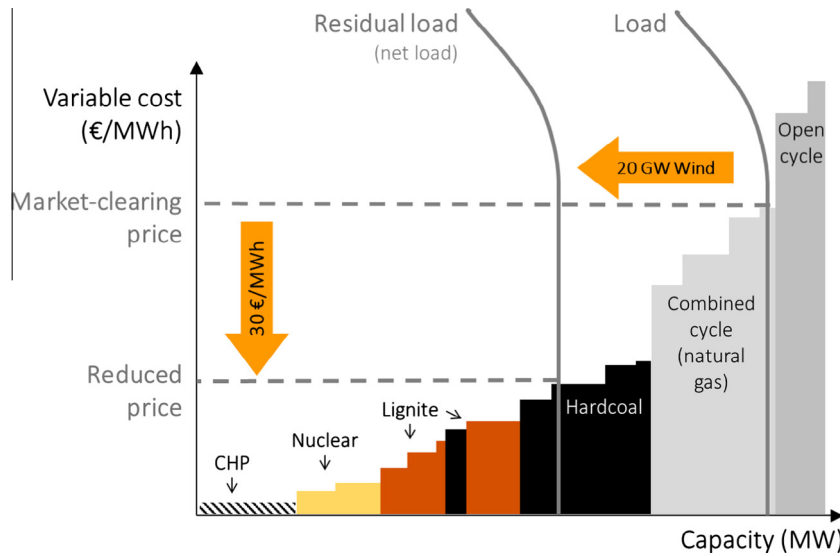 Residual load
(net load)
Load
Variable cost
(€/MWh)
Open
cycle
20 GW Wind
Market-clearing
price
30 €/MWh
Combined
cycle
(natural
gas)
Reduced
price
Hardcoal
Lignite
Nuclear
CHP
Capacity (MW)